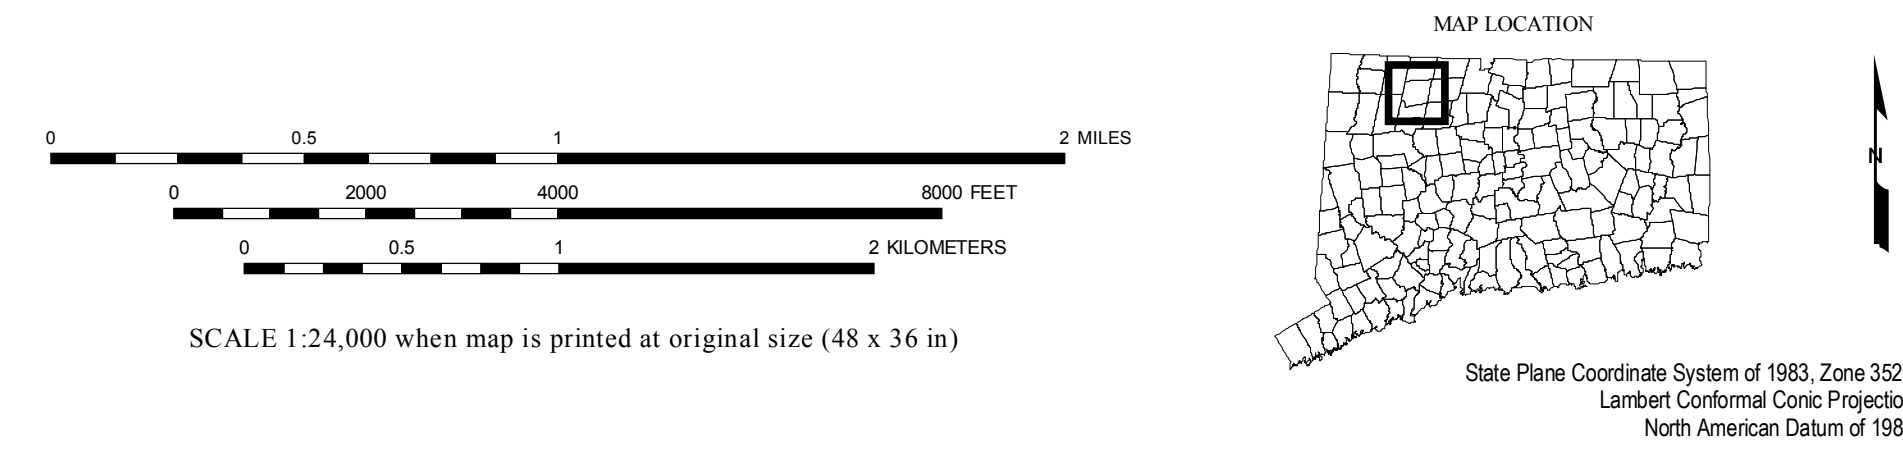 0 0.5 1 2 MILES
0 2000 4000 8000 FEET
0 0.5 1 2 KILOMETERS
SCALE 1:24,000 when map is printed at original size (48 x 36 in)
MAP LOCATION
N
State Plane Coordinate System of 1983, Zone 352
Lambert Conformal Conic Projectio
North American Datum of 198